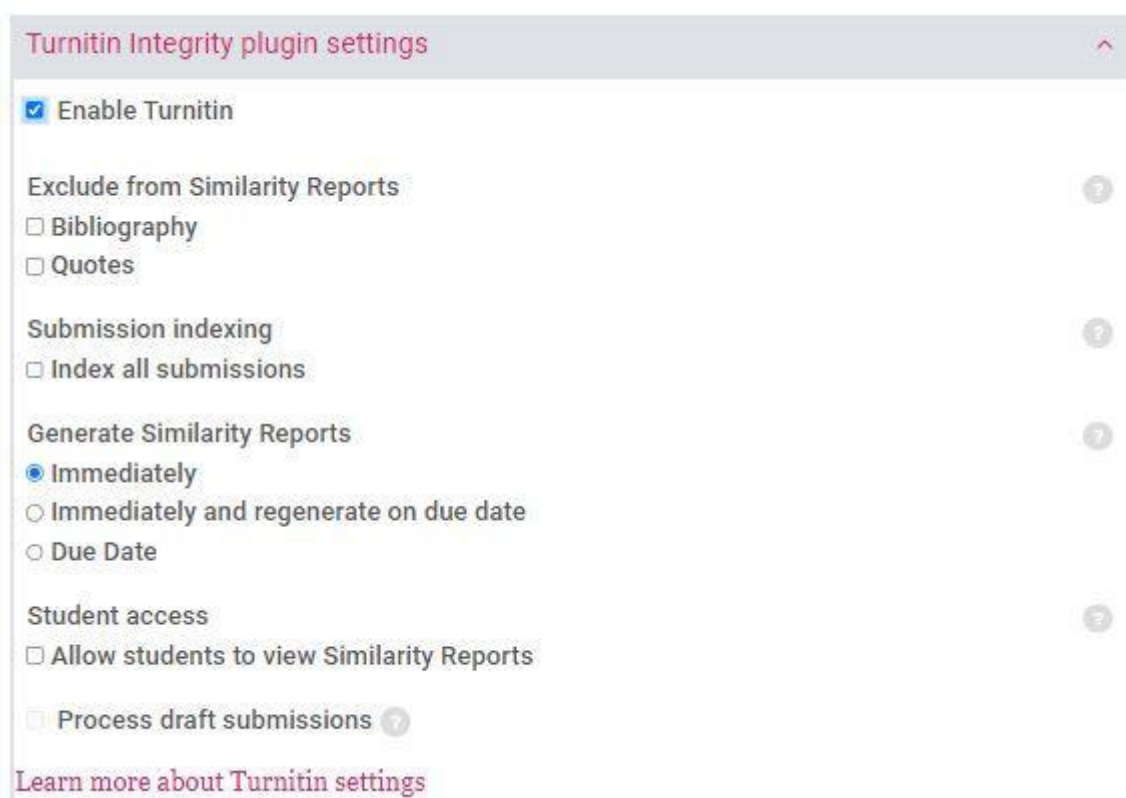 Turnitin Integrity plugin settings
Enable Turnitin
Exclude from Similarity Reports
?
Bibliography
Quotes
Submission indexing
?
Index all submissions
Generate Similarity Reports
?
Immediately
Immediately and regenerate on due date
Due Date
Student access
?
Allow students to view Similarity Reports
Process draft submissions ?
Learn more about Turnitin settings